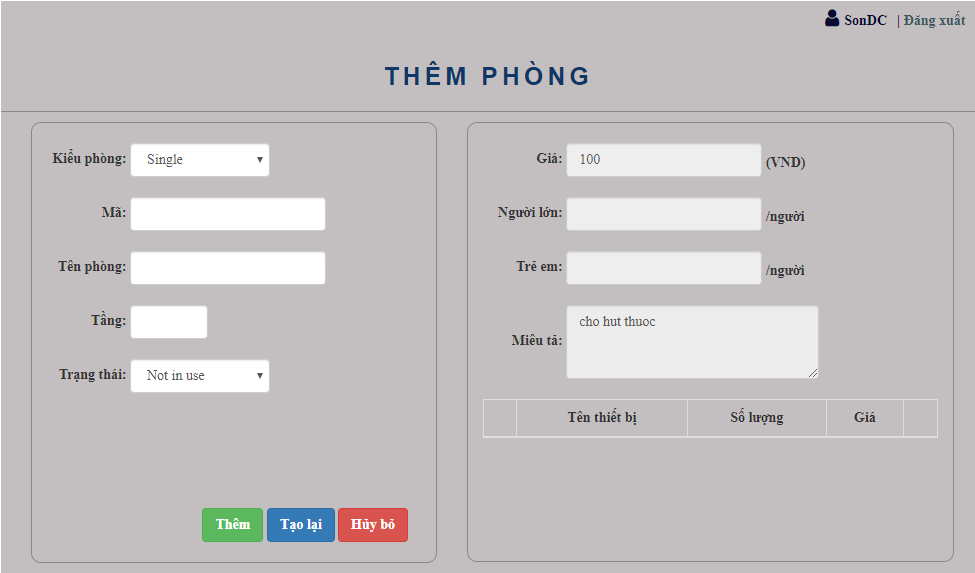 SonDC | Đăng xuất
THÊM PHÒNG
Kiểu phòng: Single
Mã:
Tên phòng:
Tầng:
Trạng thái: Not in use
Thêm Tạo lại Hủy bỏ
Giá: 100 (VND)
Người lớn: /người
Trẻ em: /người
Miêu tả: cho hut thuoc
Tên thiết bị Số lượng Giá